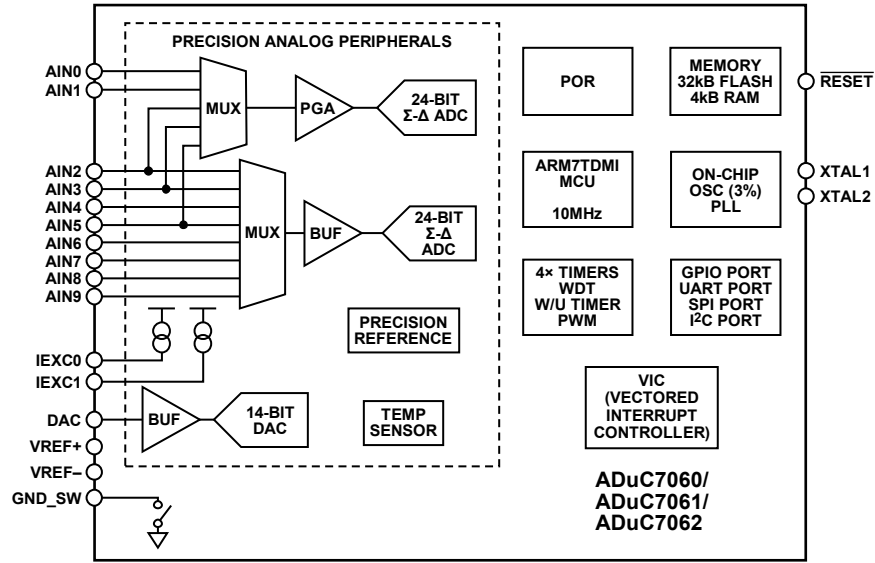 PRECISION ANALOG PERIPHERALS
AIN0
AIN1
MUX
PGA
24-BIT
Σ-Δ ADC
AIN2
AIN3
AIN4
AIN5
AIN6
AIN7
AIN8
AIN9
MUX
BUF
24-BIT
Σ-Δ
ADC
PRECISION
REFERENCE
IEXC0
IEXC1
DAC
BUF
14-BIT
DAC
TEMP
SENSOR
VREF+
VREF–
GND_SW
POR
MEMORY
32kB FLASH
4kB RAM
RESET
ARM7TDMI
MCU
10MHz
ON-CHIP
OSC (3%)
PLL
XTAL1
XTAL2
4× TIMERS
WDT
W/U TIMER
PWM
GPIO PORT
UART PORT
SPI PORT
I²C PORT
VIC
(VECTORED
INTERRUPT
CONTROLLER)
ADuC7060/
ADuC7061/
ADuC7062